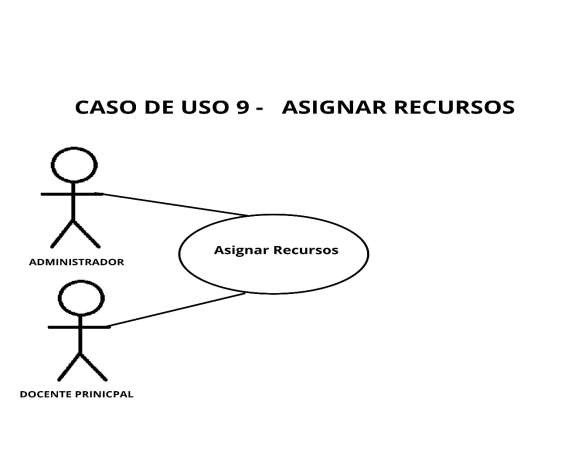 CASO DE USO 9 - ASIGNAR RECURSOS
Asignar Recursos
ADMINISTRADOR
DOCENTE PRINICPAL